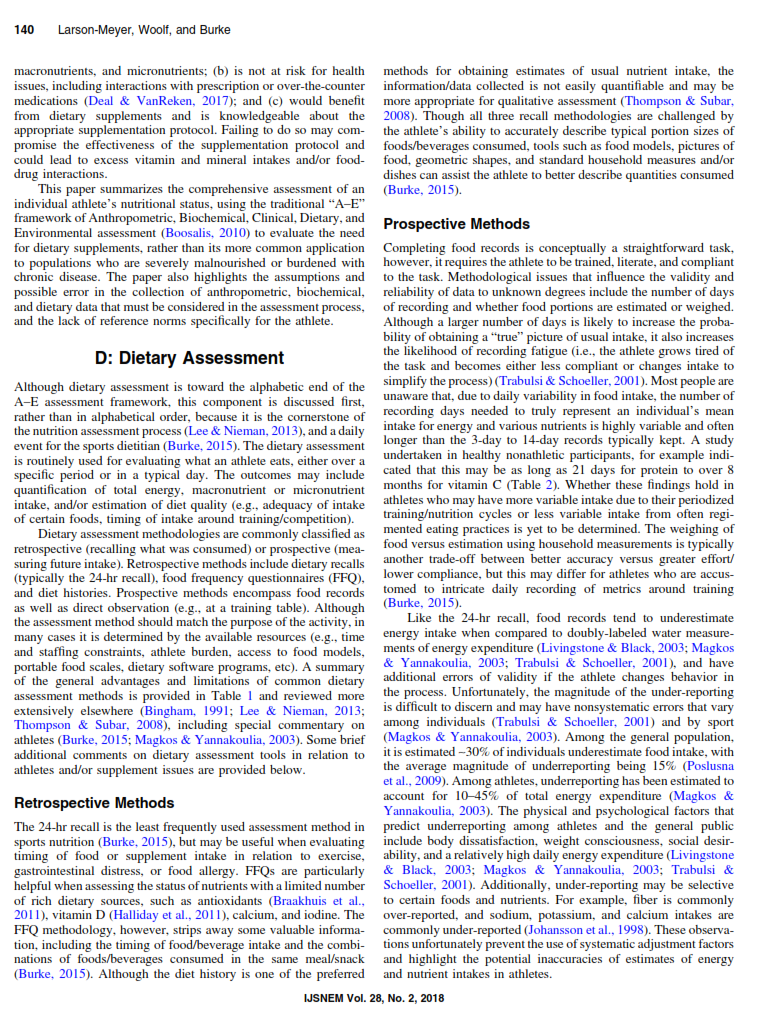 140 Larson-Meyer, Woolf, and Burke
macronutrients, and micronutrients; (b) is not at risk for health
issues, including interactions with prescription or over-the-counter
medications (Deal & VanReken, 2017); and (c) would benefit
from dietary supplements and is knowledgeable about the
appropriate supplementation protocol. Failing to do so may com-
promise the effectiveness of the supplementation protocol and
could lead to excess vitamin and mineral intakes and/or food-
drug interactions.
This paper summarizes the comprehensive assessment of an
individual athlete's nutritional status, using the traditional “A–E”
framework of Anthropometric, Biochemical, Clinical, Dietary, and
Environmental assessment (Boosalis, 2010) to evaluate the need
for dietary supplements, rather than its more common application
to populations who are severely malnourished or burdened with
chronic disease. The paper also highlights the assumptions and
possible error in the collection of anthropometric, biochemical,
and dietary data that must be considered in the assessment process,
and the lack of reference norms specifically for the athlete.
D: Dietary Assessment
Although dietary assessment is toward the alphabetic end of the
A–E assessment framework, this component is discussed first,
rather than in alphabetical order, because it is the cornerstone of
the nutrition assessment process (Lee & Nieman, 2013), and a daily
event for the sports dietitian (Burke, 2015). The dietary assessment
is routinely used for evaluating what an athlete eats, either over a
specific period or in a typical day. The outcomes may include
quantification of total energy, macronutrient or micronutrient
intake, and/or estimation of diet quality (e.g., adequacy of intake
of certain foods, timing of intake around training/competition).
Dietary assessment methodologies are commonly classified as
retrospective (recalling what was consumed) or prospective (mea-
suring future intake). Retrospective methods include dietary recalls
(typically the 24-hr recall), food frequency questionnaires (FFQ),
and diet histories. Prospective methods encompass food records
as well as direct observation (e.g., at a training table). Although
the assessment method should match the purpose of the activity, in
many cases it is determined by the available resources (e.g., time
and staffing constraints, athlete burden, access to food models,
portable food scales, dietary software programs, etc). A summary
of the general advantages and limitations of common dietary
assessment methods is provided in Table 1 and reviewed more
extensively elsewhere (Bingham, 1991; Lee & Nieman, 2013;
Thompson & Subar, 2008), including special commentary on
athletes (Burke, 2015; Magkos & Yannakoulia, 2003). Some brief
additional comments on dietary assessment tools in relation to
athletes and/or supplement issues are provided below.
Retrospective Methods
The 24-hr recall is the least frequently used assessment method in
sports nutrition (Burke, 2015), but may be useful when evaluating
timing of food or supplement intake in relation to exercise,
gastrointestinal distress, or food allergy. FFQs are particularly
helpful when assessing the status of nutrients with a limited number
of rich dietary sources, such as antioxidants (Braakhuis et al.,
2011), vitamin D (Halliday et al., 2011), calcium, and iodine. The
FFQ methodology, however, strips away some valuable informa-
tion, including the timing of food/beverage intake and the combi-
nations of foods/beverages consumed in the same meal/snack
(Burke, 2015). Although the diet history is one of the preferred
methods for obtaining estimates of usual nutrient intake, the
information/data collected is not easily quantifiable and may be
more appropriate for qualitative assessment (Thompson & Subar,
2008). Though all three recall methodologies are challenged by
the athlete's ability to accurately describe typical portion sizes of
foods/beverages consumed, tools such as food models, pictures of
food, geometric shapes, and standard household measures and/or
dishes can assist the athlete to better describe quantities consumed
(Burke, 2015).
Prospective Methods
Completing food records is conceptually a straightforward task,
however, it requires the athlete to be trained, literate, and compliant
to the task. Methodological issues that influence the validity and
reliability of data to unknown degrees include the number of days
of recording and whether food portions are estimated or weighed.
Although a larger number of days is likely to increase the proba-
bility of obtaining a “true” picture of usual intake, it also increases
the likelihood of recording fatigue (i.e., the athlete grows tired of
the task and becomes either less compliant or changes intake to
simplify the process) (Trabulsi & Schoeller, 2001). Most people are
unaware that, due to daily variability in food intake, the number of
recording days needed to truly represent an individual's mean
intake for energy and various nutrients is highly variable and often
longer than the 3-day to 14-day records typically kept. A study
undertaken in healthy nonathletic participants, for example indi-
cated that this may be as long as 21 days for protein to over 8
months for vitamin C (Table 2). Whether these findings hold in
athletes who may have more variable intake due to their periodized
training/nutrition cycles or less variable intake from often regi-
mented eating practices is yet to be determined. The weighing of
food versus estimation using household measurements is typically
another trade-off between better accuracy versus greater effort/
lower compliance, but this may differ for athletes who are accus-
tomed to intricate daily recording of metrics around training
(Burke, 2015).
Like the 24-hr recall, food records tend to underestimate
energy intake when compared to doubly-labeled water measure-
ments of energy expenditure (Livingstone & Black, 2003; Magkos
& Yannakoulia, 2003; Trabulsi & Schoeller, 2001), and have
additional errors of validity if the athlete changes behavior in
the process. Unfortunately, the magnitude of the under-reporting
is difficult to discern and may have nonsystematic errors that vary
among individuals (Trabulsi & Schoeller, 2001) and by sport
(Magkos & Yannakoulia, 2003). Among the general population,
it is estimated ~30% of individuals underestimate food intake, with
the average magnitude of underreporting being 15% (Poslusna
et al., 2009). Among athletes, underreporting has been estimated to
account for 10–45% of total energy expenditure (Magkos &
Yannakoulia, 2003). The physical and psychological factors that
predict underreporting among athletes and the general public
include body dissatisfaction, weight consciousness, social desir-
ability, and a relatively high daily energy expenditure (Livingstone
& Black, 2003; Magkos & Yannakoulia, 2003; Trabulsi &
Schoeller, 2001). Additionally, under-reporting may be selective
to certain foods and nutrients. For example, fiber is commonly
over-reported, and sodium, potassium, and calcium intakes are
commonly under-reported (Johansson et al., 1998). These observa-
tions unfortunately prevent the use of systematic adjustment factors
and highlight the potential inaccuracies of estimates of energy
and nutrient intakes in athletes.
IJSNEM Vol. 28, No. 2, 2018